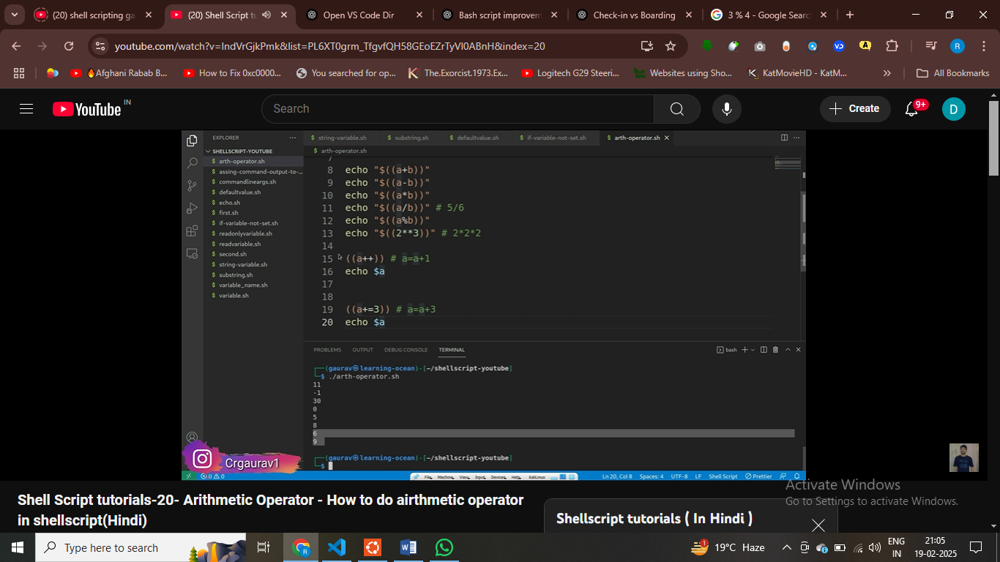 (20) shell scripting ga
(20) Shell Script tu
Open VS Code Dir
Bash script improvem
Check-in vs Boarding
3 % 4 - Google Searc
youtube.com/watch?v=IndVrGjkPmk&list=PL6XT0grm_TfgvfQH58GEoEZrTyVI0ABnH&index=20
R
🔥Afghani Rabab B...
How to Fix 0xc0000...
You searched for op...
The.Exorcist.1973.Ex...
Logitech G29 Steeri...
Websites using Sho...
KatMovieHD - KatM...
All Bookmarks
YouTube IN
Search
Create
9+
D
EXPLORER
string-variable.sh
substring.sh
defaultvalue.sh
if-variable-not-set.sh
arth-operator.sh
SHELLSCRIPT-YOUTUBE
arth-operator.sh
arth-operator.sh
assing-command-output-to-...
commandlineargs.sh
defaultvalue.sh
echo.sh
first.sh
if-variable-not-set.sh
readonlyvariable.sh
readvariable.sh
second.sh
string-variable.sh
substring.sh
variable_name.sh
variable.sh
7
8 echo "$((a+b))"
9 echo "$((a-b))"
10 echo "$((a*b))"
11 echo "$((a/b))" # 5/6
12 echo "$((a%b))"
13 echo "$((2**3))" # 2*2*2
14
15 ((a++)) # a=a+1
16 echo $a
17
18
19 ((a+=3)) # a=a+3
20 echo $a
PROBLEMS OUTPUT DEBUG CONSOLE TERMINAL
bash
(gaurav㉿learning-ocean)-[~/shellscript-youtube]
$ ./arth-operator.sh
11
-1
30
0
5
8
6
9
(gaurav㉿learning-ocean)-[~/shellscript-youtube]
$
Crgaurav1
0 0
File Machine View Input Devices Help KaliLinux
Ln 20, Col 8 Spaces: 4 UTF-8 LF Shell Script Prettier
Shell Script tutorials-20- Arithmetic Operator - How to do airthmetic operator
in shellscript(Hindi)
Shellscript tutorials ( In Hindi )
Activate Windows
Go to Settings to activate Windows.
Type here to search
1
19°C Haze
ENG
IN
21:05
19-02-2025